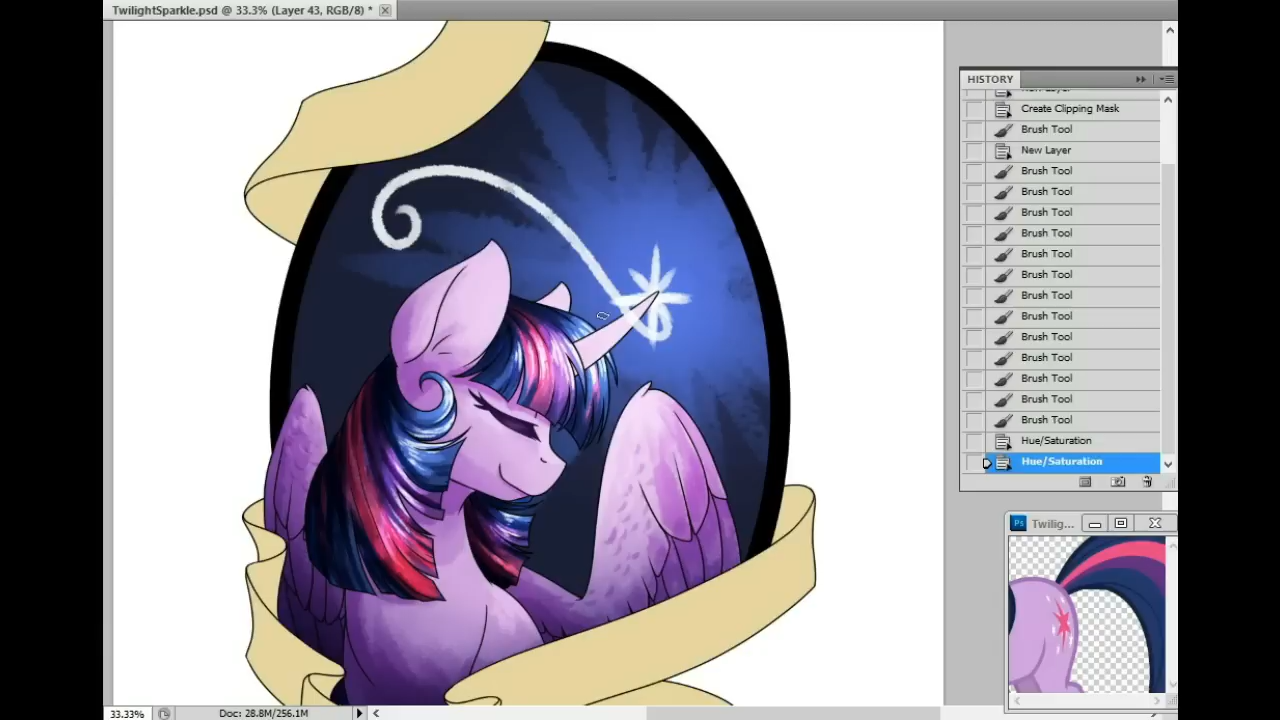 TwilightSparkle.psd @ 33.3% (Layer 43, RGB/8) *
HISTORY
New Layer
Create Clipping Mask
Brush Tool
New Layer
Brush Tool
Brush Tool
Brush Tool
Brush Tool
Brush Tool
Brush Tool
Brush Tool
Brush Tool
Brush Tool
Brush Tool
Brush Tool
Brush Tool
Brush Tool
Hue/Saturation
Hue/Saturation
Ps Twilig...
33.33% Doc: 28.8M/256.1M